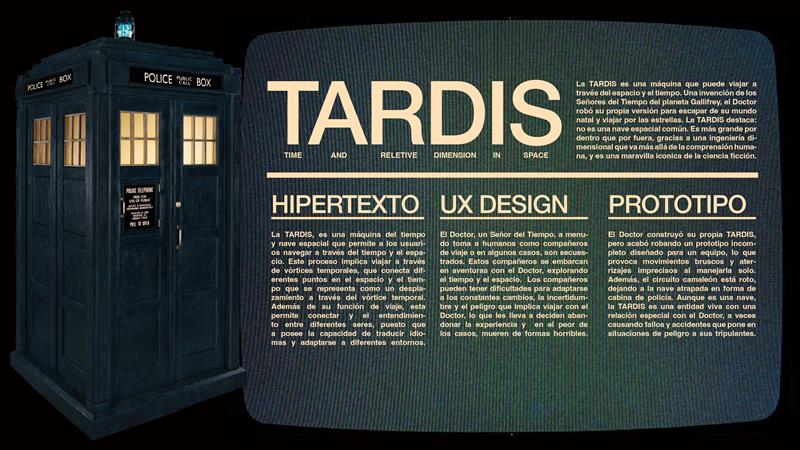 POLICE PUBLIC CALL BOX
POLICE PUBLIC CALL BOX
POLICE TELEPHONE
FREE
FOR
USE OF PUBLIC
PULL TO OPEN
TARDIS
TIME AND RELETIVE DIMENSION IN SPACE
La TARDIS es una máquina que puede viajar a
través del espacio y el tiempo. Una invención de los
Señores del Tiempo del planeta Gallifrey, el Doctor
robó su propia versión para escapar de su mundo
natal y viajar por las estrellas. La TARDIS destaca:
no es una nave espacial común. Es más grande por
dentro que por fuera, gracias a una ingeniería di-
mensional que va más allá de la comprensión huma-
na, y es una maravilla iconica de la ciencia ficción.
HIPERTEXTO
La TARDIS, es una máquina del tiempo
y nave espacial que permite a los usuari-
os navegar a través del tiempo y el espa-
cio. Este proceso implica viajar a través
de vórtices temporales, que conecta dif-
erentes puntos en el espacio y el tiem-
po que se representa como un despla-
zamiento a través del vórtice temporal.
Además de su función de viaje, esta
permite conectar y el entendimien-
to entre diferentes seres, puesto que
a posee la capacidad de traducir idio-
mas y adaptarse a diferentes entornos.
UX DESIGN
El Doctor, un Señor del Tiempo, a menu-
do toma a humanos como compañeros
de viaje o en algunos casos, son secues-
trados. Estos compañeros se embarcan
en aventuras con el Doctor, explorando
el tiempo y el espacio. Los compañeros
pueden tener dificultades para adaptarse
a los constantes cambios, la incertidum-
bre y el peligro que implica viajar con el
Doctor, lo que les lleva a deciden aban-
donar la experiencia y en el peor de
los casos, mueren de formas horribles.
PROTOTIPO
El Doctor construyó su propia TARDIS,
pero acabó robando un prototipo incom-
pleto diseñado para un equipo, lo que
provoca movimientos bruscos y ater-
rizajes imprecisos al manejarla solo.
Además, el circuito camaleón está roto,
dejando a la nave atrapada en forma de
cabina de policía. Aunque es una nave,
la TARDIS es una entidad viva con una
relación especial con el Doctor, a veces
causando fallos y accidentes que pone en
situaciones de peligro a sus tripulantes.